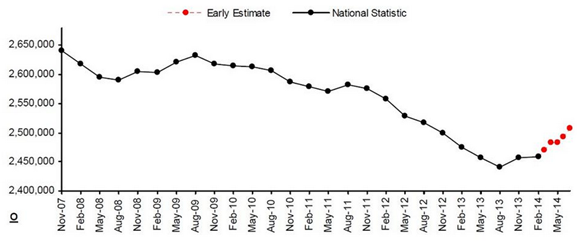 Early Estimate
National Statistic
2,650,000
2,600,000
2,550,000
2,500,000
2,450,000
2,400,000
Nov-07
Feb-08
May-08
Aug-08
Nov-08
Feb-09
May-09
Aug-09
Nov-09
Feb-10
May-10
Aug-10
Nov-10
Feb-11
May-11
Aug-11
Nov-11
Feb-12
May-12
Aug-12
Nov-12
Feb-13
May-13
Aug-13
Nov-13
Feb-14
May-14